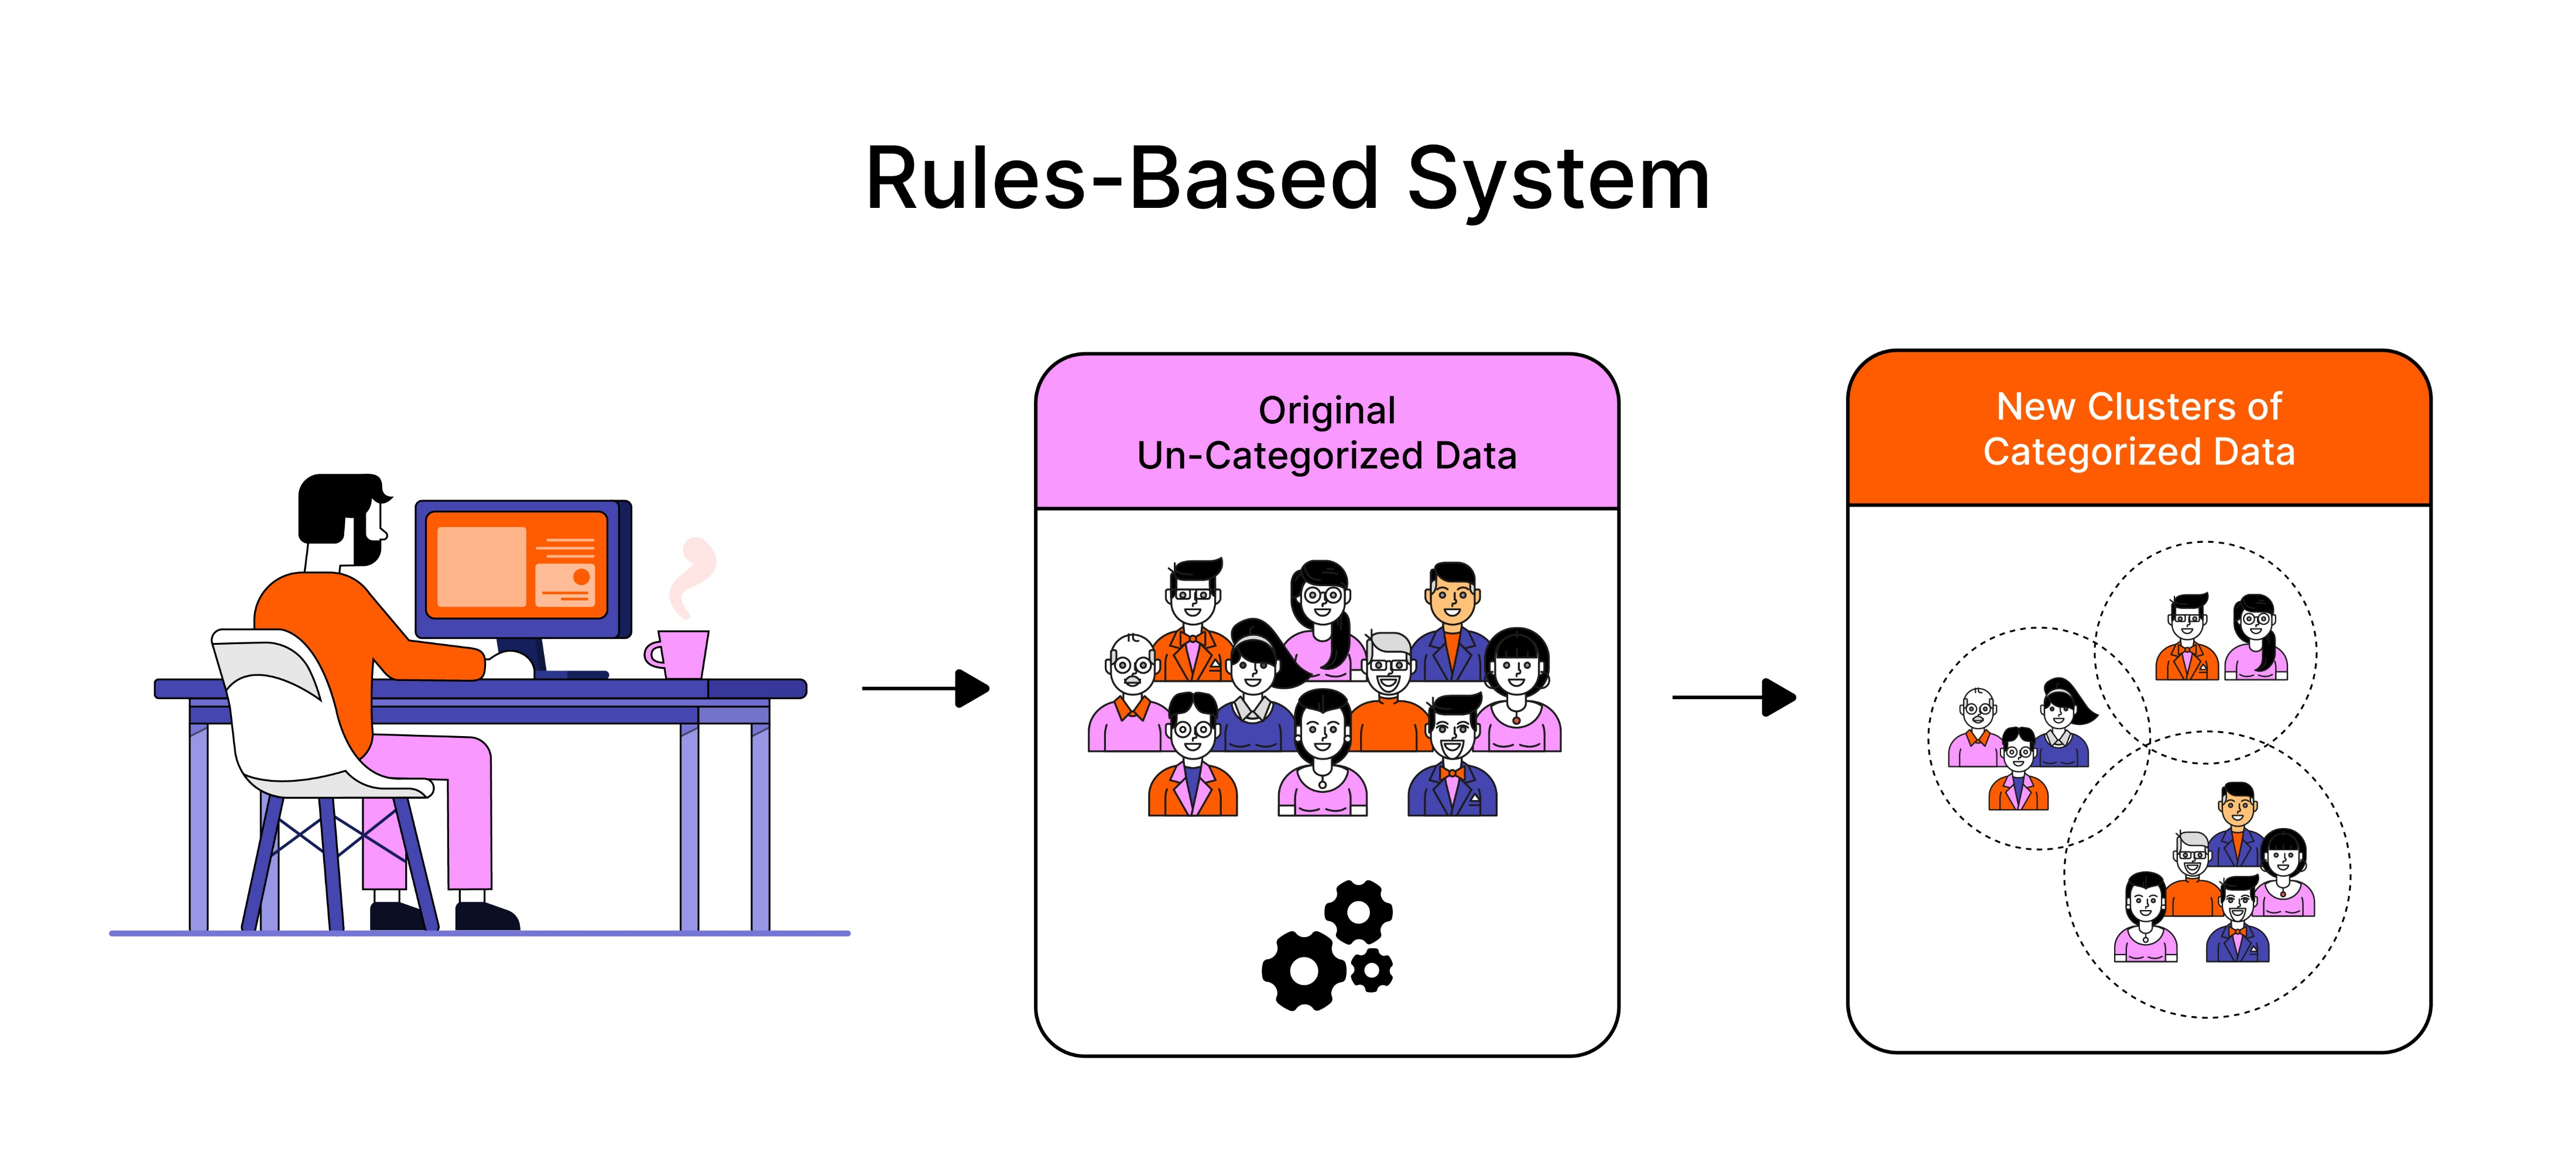 Rules-Based System
Original
Un-Categorized Data
New Clusters of
Categorized Data